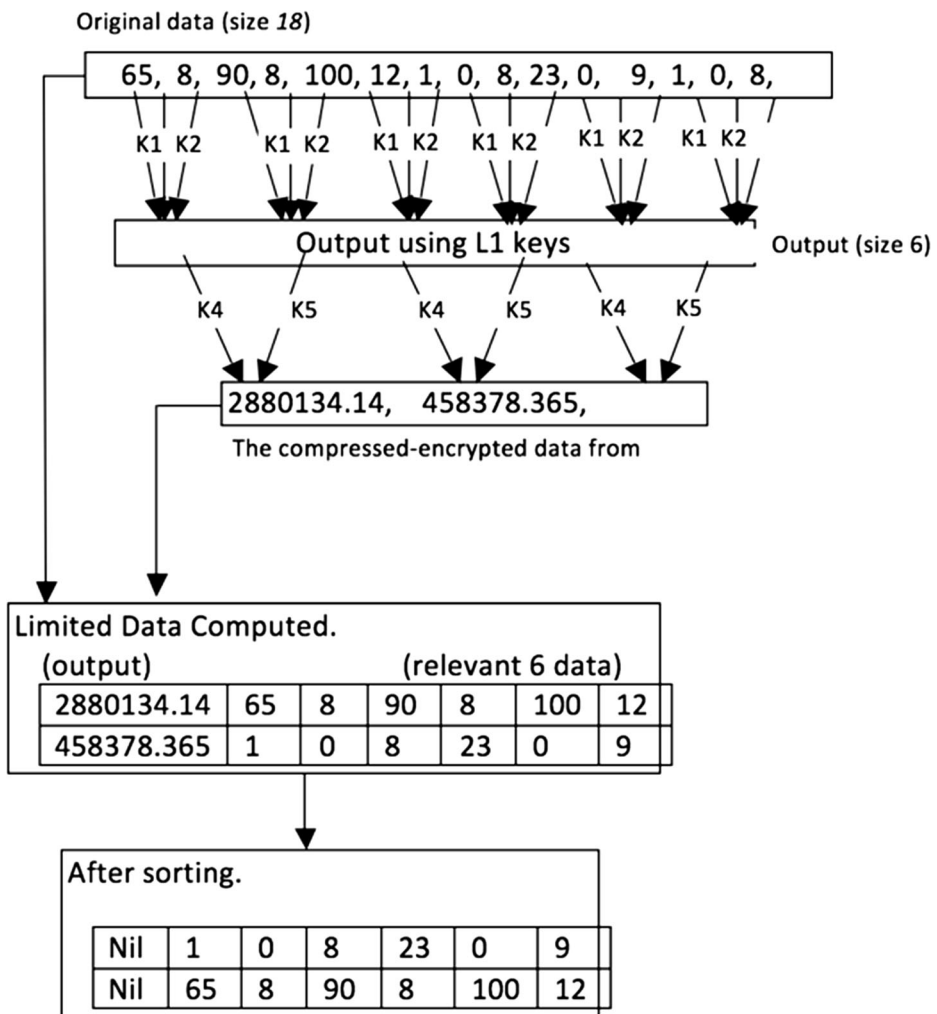 Original data (size 18)
65, 8, 90, 8, 100, 12, 1, 0, 8, 23, 0, 9, 1, 0, 8,
K1 K2 K1 K2 K1 K2 K1 K2 K1 K2 K1 K2
Output using L1 keys
Output (size 6)
K4 K5 K4 K5 K4 K5
2880134.14, 458378.365,
The compressed-encrypted data from
Limited Data Computed.
(output) (relevant 6 data)
2880134.14 65 8 90 8 100 12
458378.365 1 0 8 23 0 9
After sorting.
Nil 1 0 8 23 0 9
Nil 65 8 90 8 100 12